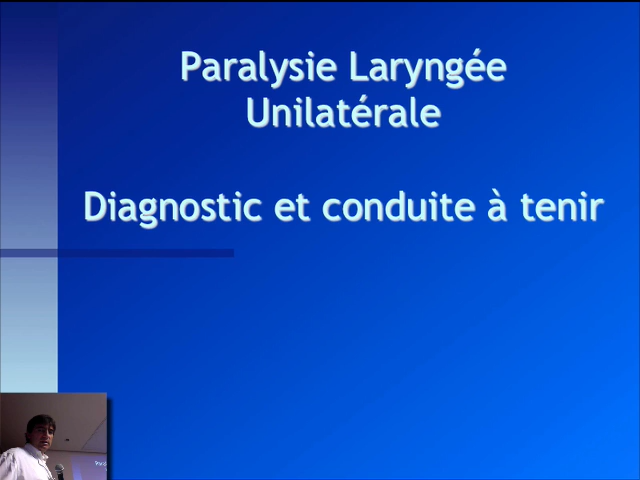 Paralysie Laryngée
Unilatérale
Diagnostic et conduite à tenir